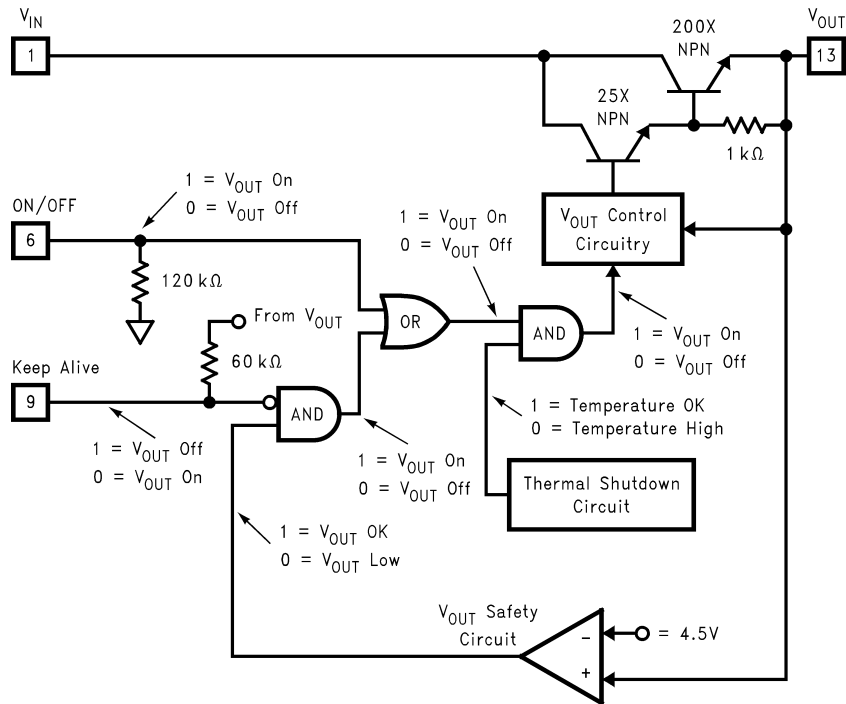 V_IN
1
V_OUT
13
200X
NPN
25X
NPN
1 kΩ
1 = V_OUT On
0 = V_OUT Off
ON/OFF
6
120 kΩ
V_OUT Control
Circuitry
1 = V_OUT On
0 = V_OUT Off
From V_OUT
OR
AND
1 = V_OUT On
0 = V_OUT Off
Keep Alive
9
60 kΩ
AND
1 = V_OUT Off
0 = V_OUT On
1 = V_OUT On
0 = V_OUT Off
1 = Temperature OK
0 = Temperature High
Thermal Shutdown
Circuit
1 = V_OUT OK
0 = V_OUT Low
V_OUT Safety
Circuit
-
= 4.5V
+